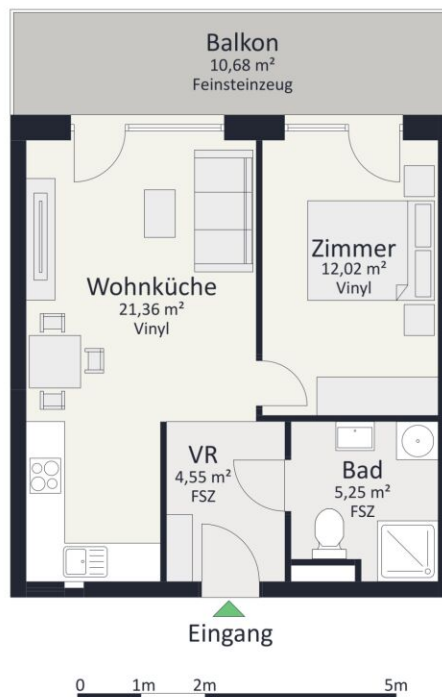 Balkon
10,68 m²
Feinsteinzeug
Zimmer
12,02 m²
Vinyl
Wohnküche
21,36 m²
Vinyl
VR
4,55 m²
FSZ
Bad
5,25 m²
FSZ
Eingang
0 1m 2m 5m